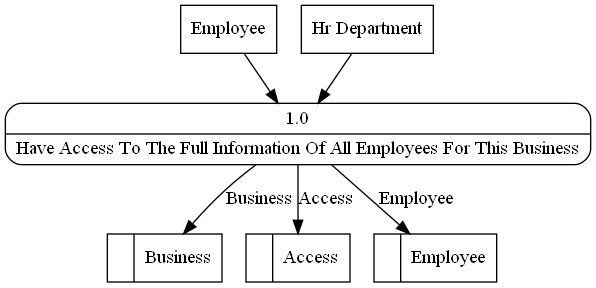 Employee
Hr Department
1.0
Have Access To The Full Information Of All Employees For This Business
Business
Access
Employee
Business
Access
Employee